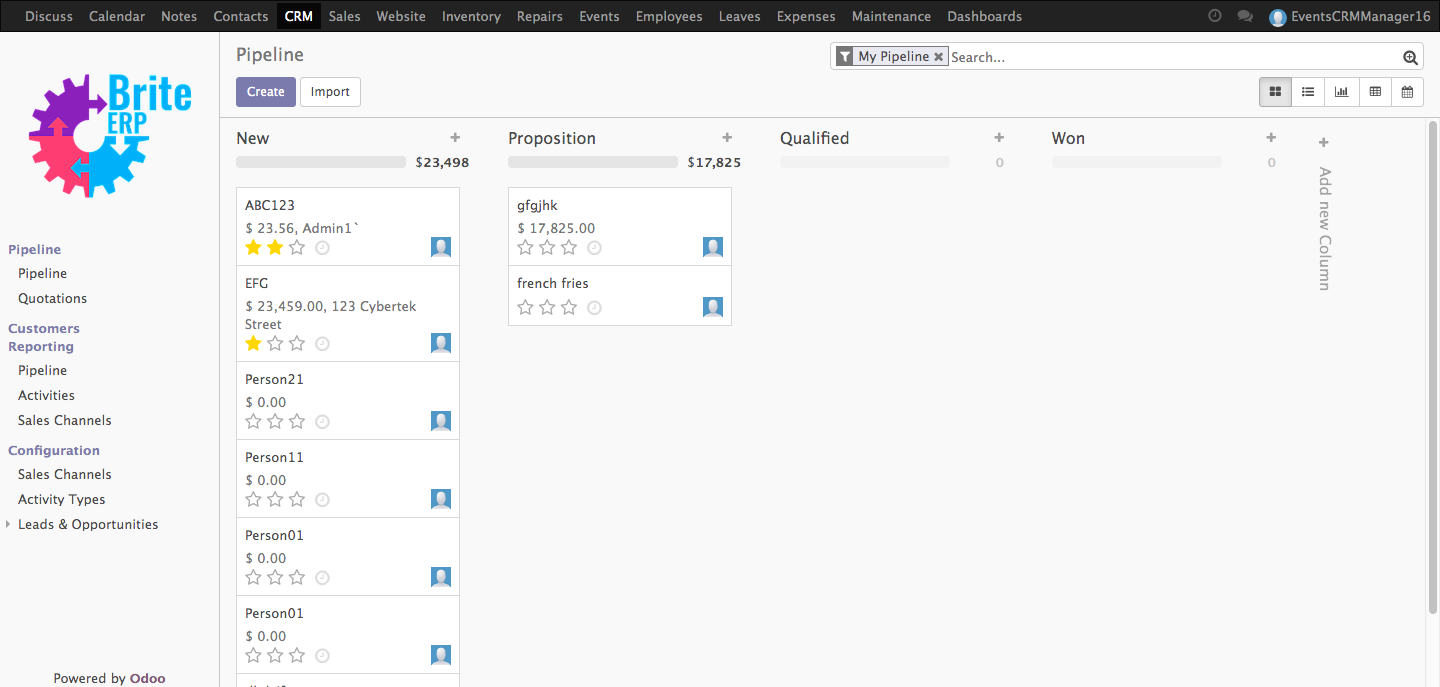 Discuss Calendar Notes Contacts CRM Sales Website Inventory Repairs Events Employees Leaves Expenses Maintenance Dashboards EventsCRMManager16
Brite
ERP
Pipeline
Pipeline
Quotations
Customers
Reporting
Pipeline
Activities
Sales Channels
Configuration
Sales Channels
Activity Types
Leads & Opportunities
Powered by Odoo
Pipeline
My Pipeline Search...
Create Import
New
$23,498
ABC123
$ 23.56, Admin1`
EFG
$ 23,459.00, 123 Cybertek
Street
Person21
$ 0.00
Person11
$ 0.00
Person01
$ 0.00
Person01
$ 0.00
Proposition
$17,825
gfgjhk
$ 17,825.00
french fries
Qualified
0
Won
0
Add new Column